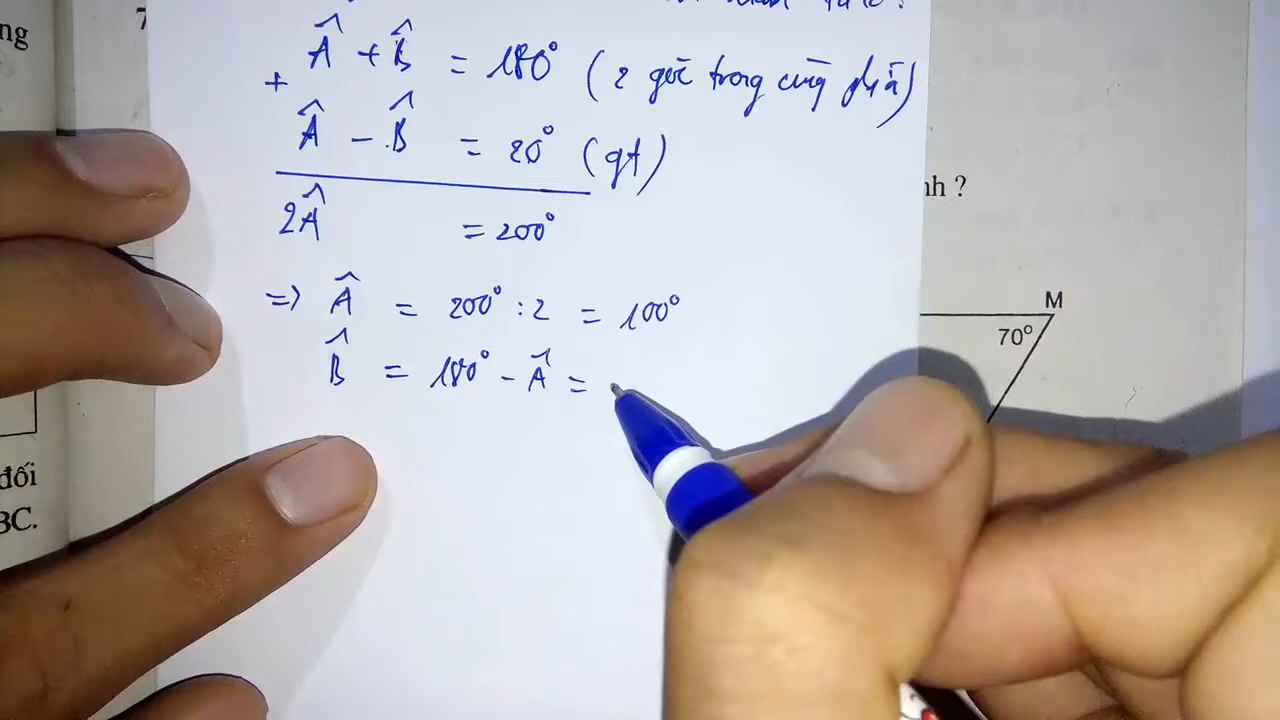 ng
7
Â + B̂ = 180° (2 góc trong cùng phía)
+
Â - B̂ = 20° (gt)
2Â = 200°
=> Â = 200° : 2 = 100°
B̂ = 180° - Â =
nh ?
M
70°
đối
BC.